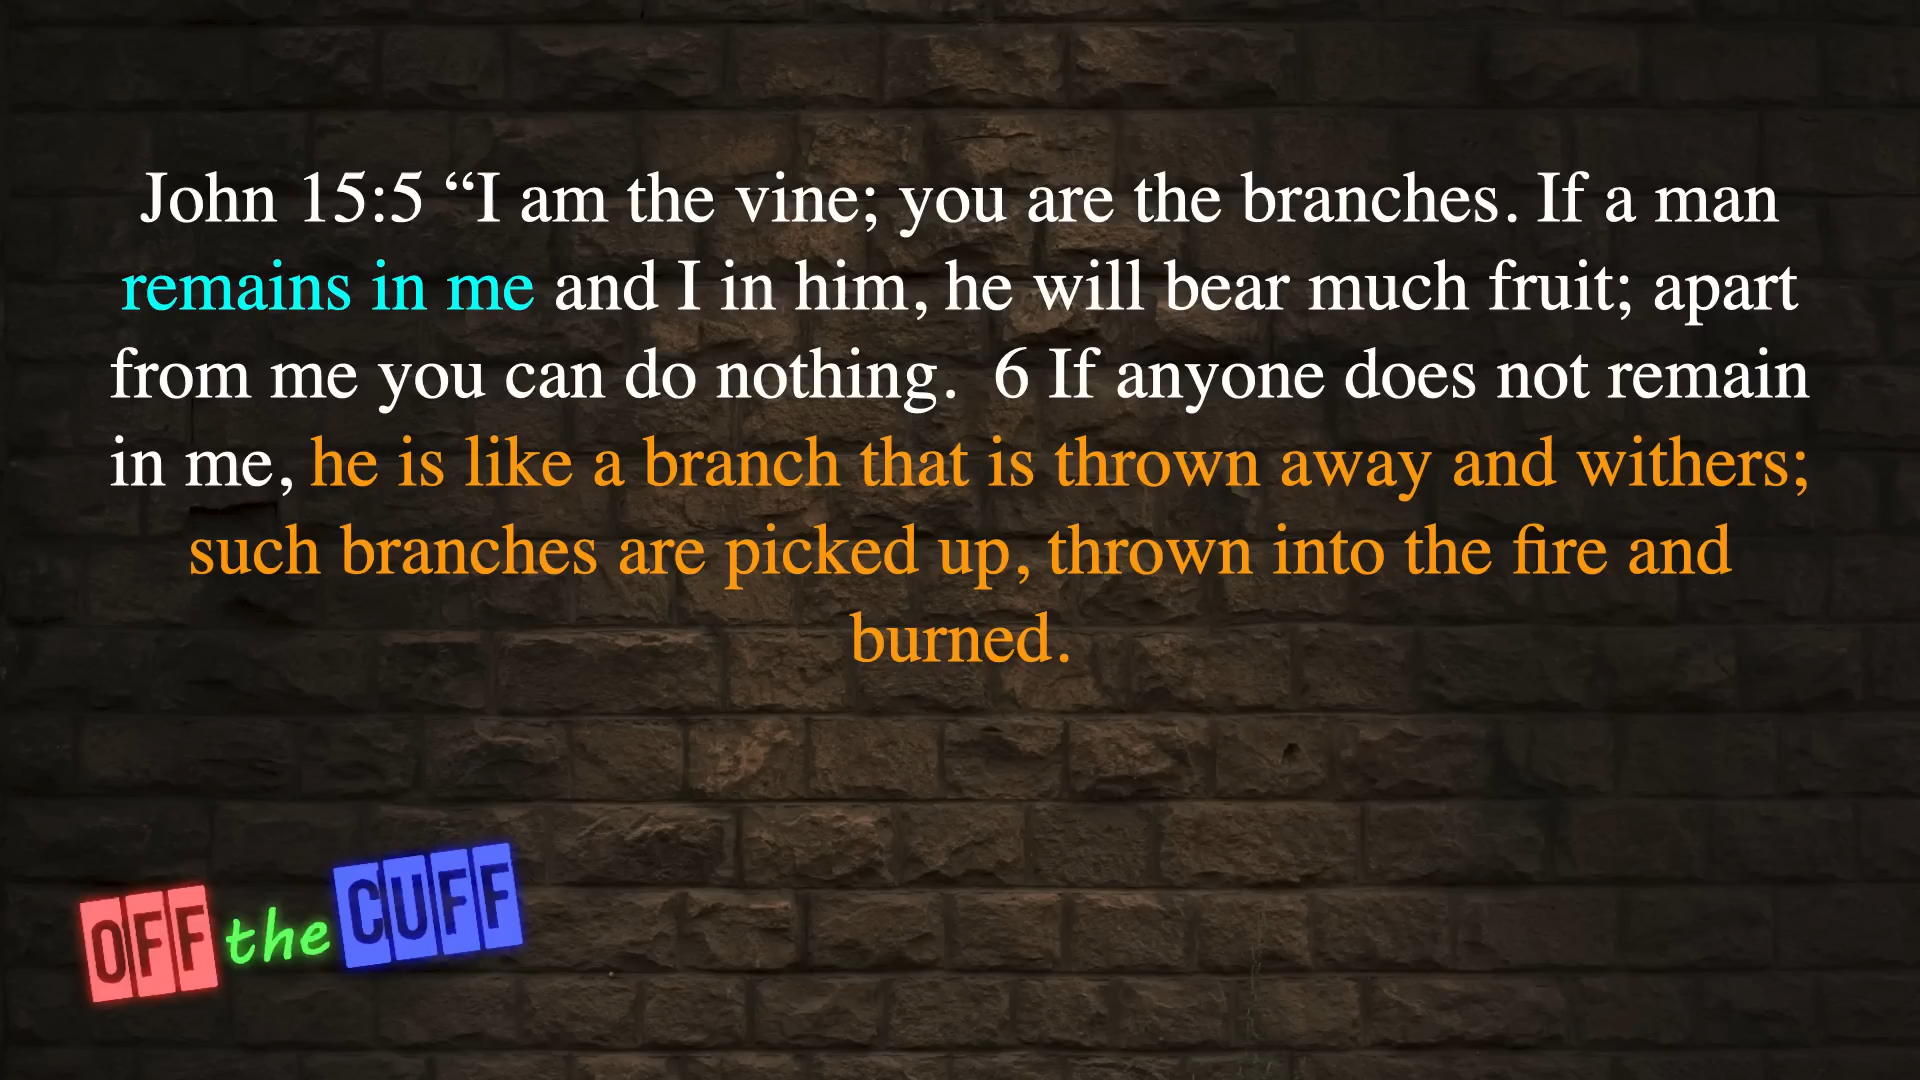 John 15:5 “I am the vine; you are the branches. If a man
remains in me and I in him, he will bear much fruit; apart
from me you can do nothing.  6 If anyone does not remain
in me, he is like a branch that is thrown away and withers;
such branches are picked up, thrown into the fire and
burned.
OFF the CUFF